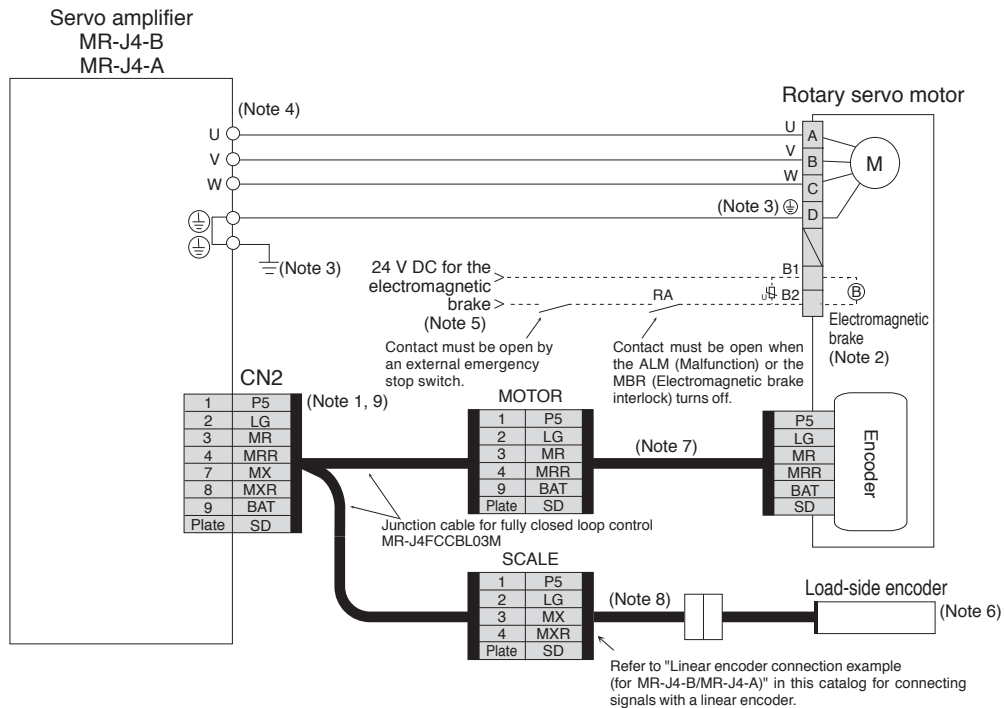 Servo amplifier
MR-J4-B
MR-J4-A
Rotary servo motor
(Note 4)
U
V
W
U
V
W
(Note 3)
(Note 3)
A
B
C
D
M
24 V DC for the
electromagnetic
brake
(Note 5)
RA
B1
U
B2
B
Electromagnetic
brake
(Note 2)
Contact must be open by
an external emergency
stop switch.
Contact must be open when
the ALM (Malfunction) or the
MBR (Electromagnetic brake
interlock) turns off.
CN2
(Note 1, 9)
1 P5
2 LG
3 MR
4 MRR
7 MX
8 MXR
9 BAT
Plate SD
MOTOR
1 P5
2 LG
3 MR
4 MRR
9 BAT
Plate SD
(Note 7)
P5
LG
MR
MRR
BAT
SD
Encoder
Junction cable for fully closed loop control
MR-J4FCCBL03M
SCALE
1 P5
2 LG
3 MX
4 MXR
Plate SD
(Note 8)
Load-side encoder
(Note 6)
Refer to "Linear encoder connection example
(for MR-J4-B/MR-J4-A)" in this catalog for connecting
signals with a linear encoder.